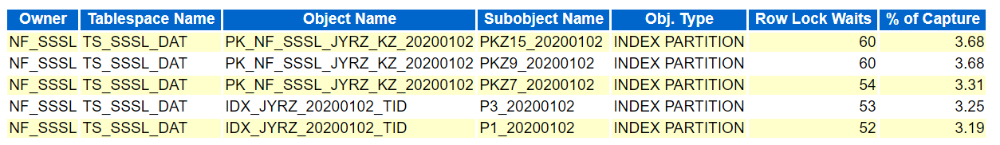 Owner Tablespace Name Object Name Subobject Name Obj. Type Row Lock Waits % of Capture
NF_SSSL TS_SSSL_DAT PK_NF_SSSL_JYRZ_KZ_20200102 PKZ15_20200102 INDEX PARTITION 60 3.68
NF_SSSL TS_SSSL_DAT PK_NF_SSSL_JYRZ_KZ_20200102 PKZ9_20200102 INDEX PARTITION 60 3.68
NF_SSSL TS_SSSL_DAT PK_NF_SSSL_JYRZ_KZ_20200102 PKZ7_20200102 INDEX PARTITION 54 3.31
NF_SSSL TS_SSSL_DAT IDX_JYRZ_20200102_TID P3_20200102 INDEX PARTITION 53 3.25
NF_SSSL TS_SSSL_DAT IDX_JYRZ_20200102_TID P1_20200102 INDEX PARTITION 52 3.19